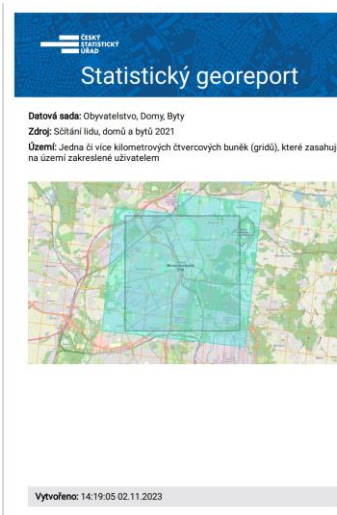 ČESKÝ
STATISTICKÝ
ÚŘAD
Statistický georeport
Datová sada: Obyvatelstvo, Domy, Byty
Zdroj: Sčítání lidu, domů a bytů 2021
Území: Jedna či více kilometrových čtvercových buněk (gridů), které zasahuj
na území zakreslené uživatelem
Vytvořeno: 14:19:05 02.11.2023